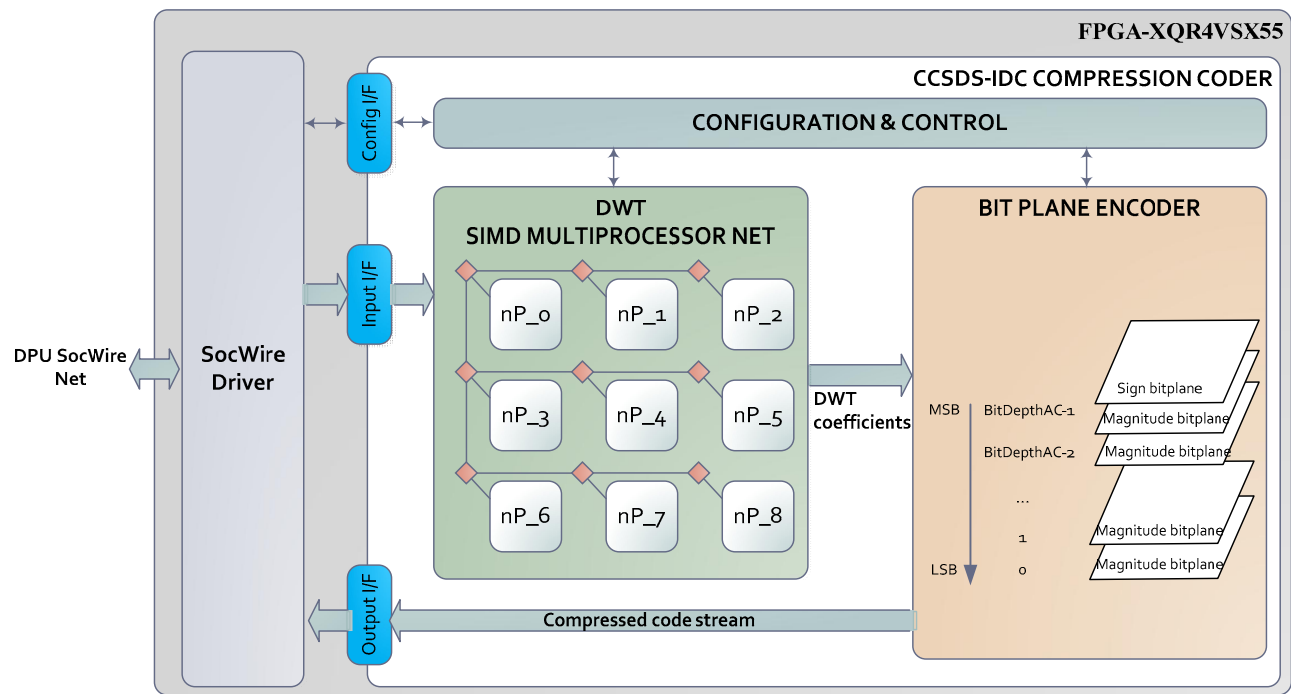 FPGA-XQR4VSX55
CCSDS-IDC COMPRESSION CODER
Config I/F
CONFIGURATION & CONTROL
DWT
SIMD MULTIPROCESSOR NET
BIT PLANE ENCODER
Input I/F
nP_0
nP_1
nP_2
DPU SocWire
Net
SocWire
Driver
nP_3
nP_4
nP_5
DWT
coefficients
Sign bitplane
MSB
BitDepthAC-1
Magnitude bitplane
BitDepthAC-2
Magnitude bitplane
nP_6
nP_7
nP_8
...
1
Magnitude bitplane
LSB
0
Magnitude bitplane
Output I/F
Compressed code stream